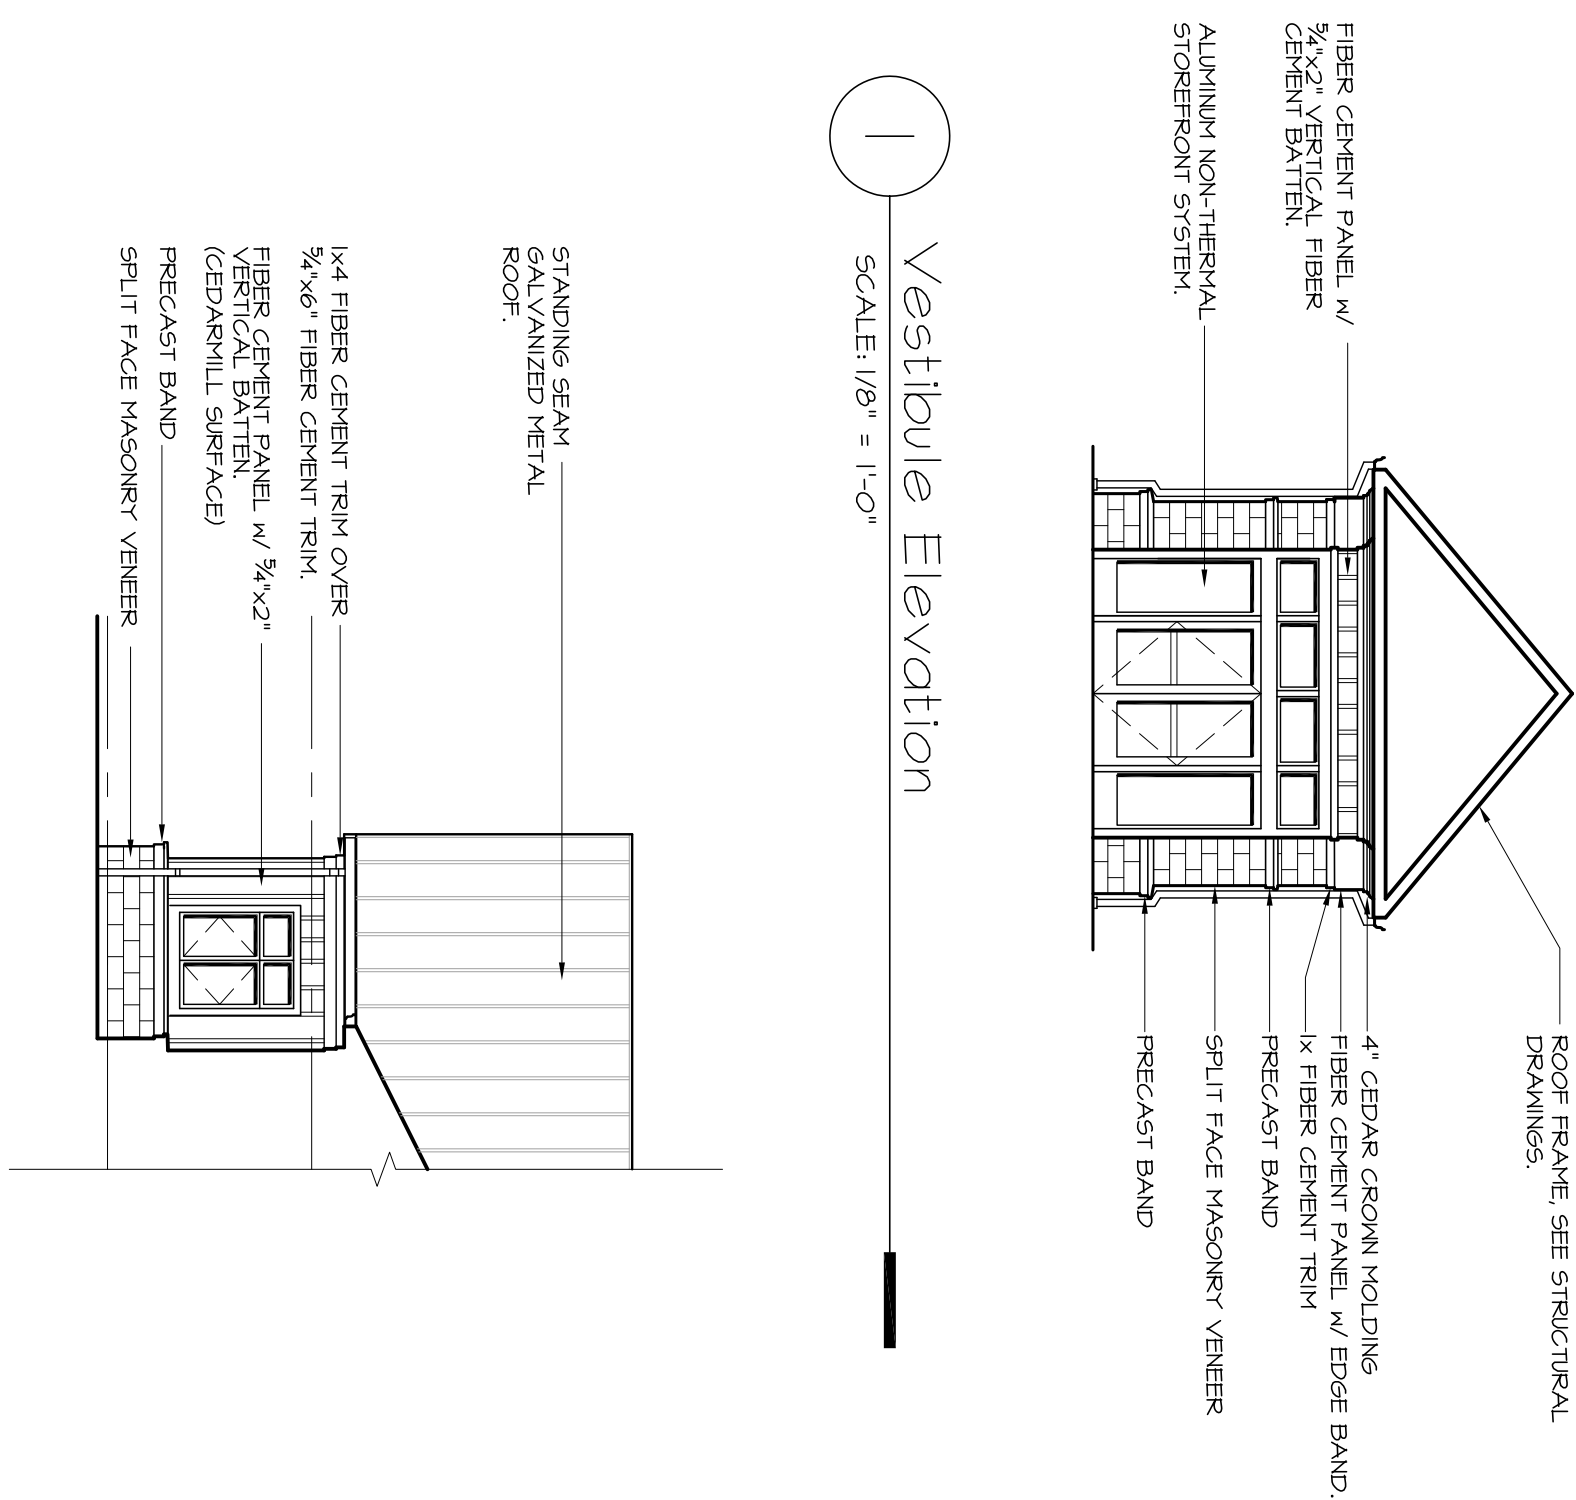 FIBER CEMENT PANEL W/
5/4"x2" VERTICAL FIBER
CEMENT BATTEN.
ALUMINUM NON-THERMAL
STOREFRONT SYSTEM.
ROOF FRAME, SEE STRUCTURAL
DRAWINGS.
4" CEDAR CROWN MOLDING
FIBER CEMENT PANEL W/ EDGE BAND.
1x FIBER CEMENT TRIM
PRECAST BAND
SPLIT FACE MASONRY VENEER
PRECAST BAND
1
Vestibule Elevation
SCALE: 1/8" = 1'-0"
STANDING SEAM
GALVANIZED METAL
ROOF.
1x4 FIBER CEMENT TRIM OVER
5/4"x6" FIBER CEMENT TRIM.
FIBER CEMENT PANEL W/ 5/4"x2"
VERTICAL BATTEN.
(CEDARMILL SURFACE)
PRECAST BAND
SPLIT FACE MASONRY VENEER